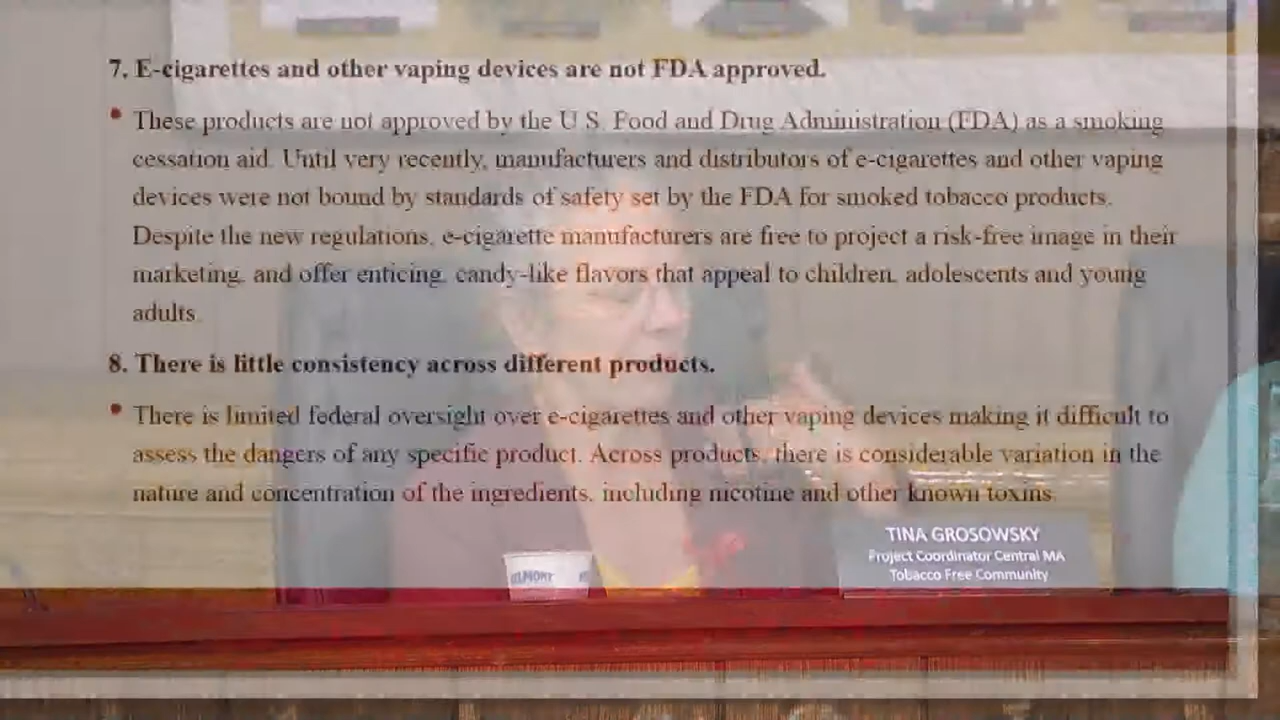 7. E-cigarettes and other vaping devices are not FDA approved.
• These products are not approved by the U.S. Food and Drug Administration (FDA) as a smoking
cessation aid. Until very recently, manufacturers and distributors of e-cigarettes and other vaping
devices were not bound by standards of safety set by the FDA for smoked tobacco products.
Despite the new regulations, e-cigarette manufacturers are free to project a risk-free image in their
marketing, and offer enticing, candy-like flavors that appeal to children, adolescents and young
adults.
8. There is little consistency across different products.
• There is limited federal oversight over e-cigarettes and other vaping devices making it difficult to
assess the dangers of any specific product. Across products, there is considerable variation in the
nature and concentration of the ingredients, including nicotine and other known toxins.
TINA GROSOWSKY
Project Coordinator Central MA
Tobacco Free Community